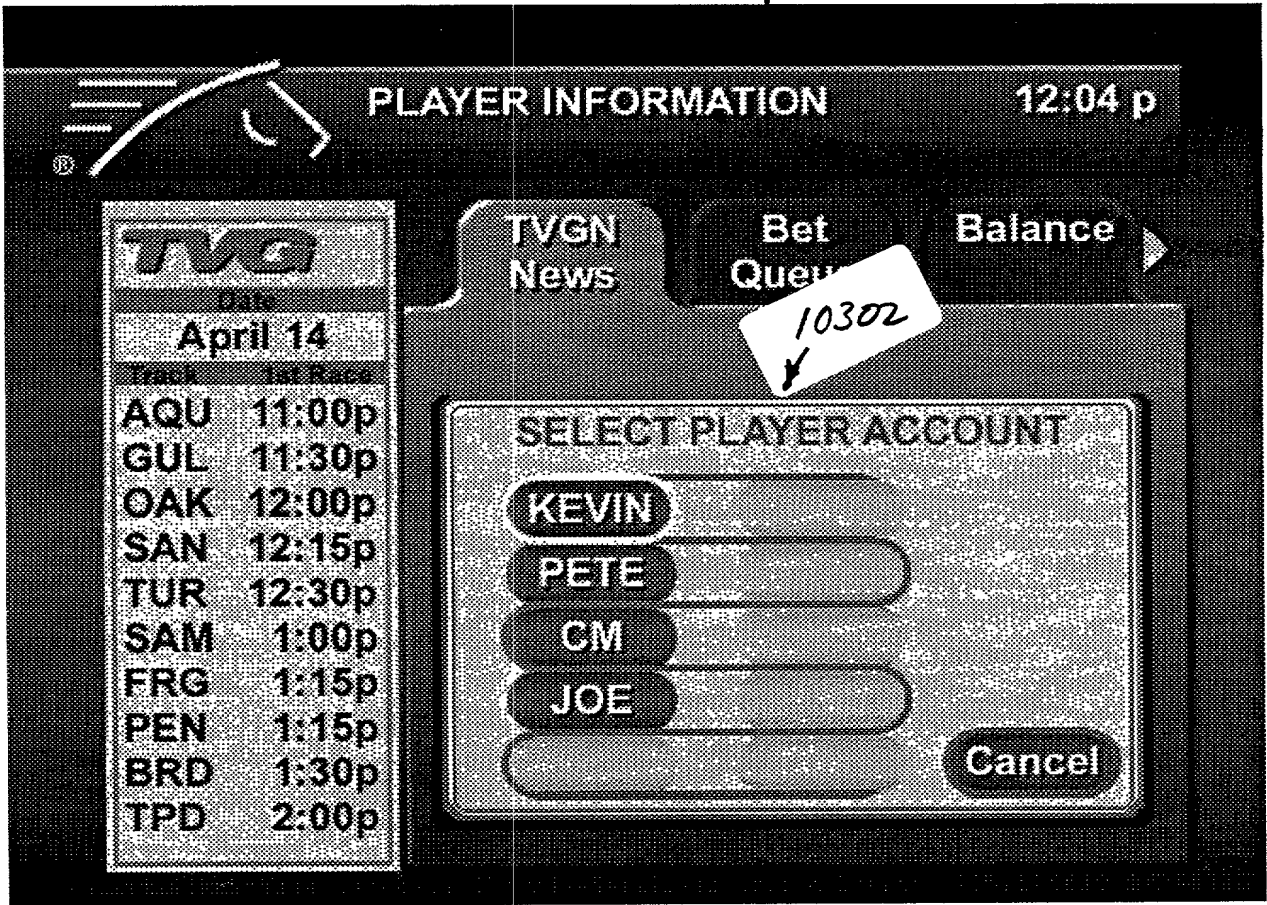 PLAYER INFORMATION
12:04 p
®
TVG
Date
April 14
Track 1st Race
AQU 11:00p
GUL 11:30p
OAK 12:00p
SAN 12:15p
TUR 12:30p
SAM 1:00p
FRG 1:15p
PEN 1:15p
BRD 1:30p
TPD 2:00p
TVGN
News
Bet
Queu
Balance
10302
SELECT PLAYER ACCOUNT
KEVIN
PETE
CM
JOE
Cancel